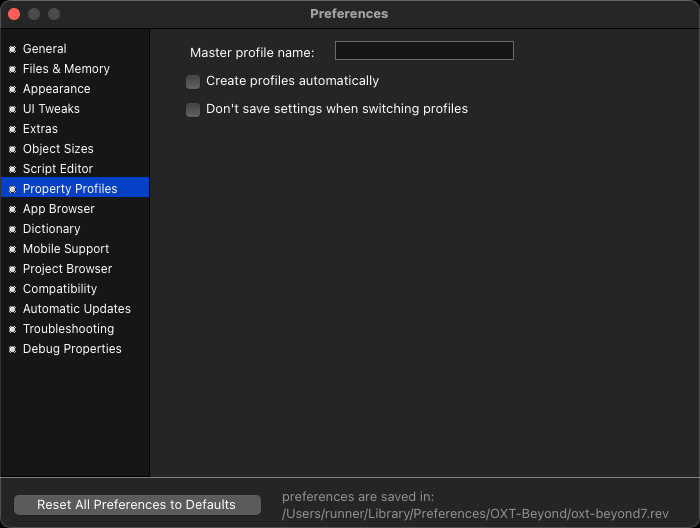 Preferences
General
Files & Memory
Appearance
UI Tweaks
Extras
Object Sizes
Script Editor
Property Profiles
App Browser
Dictionary
Mobile Support
Project Browser
Compatibility
Automatic Updates
Troubleshooting
Debug Properties
Master profile name:
Create profiles automatically
Don't save settings when switching profiles
Reset All Preferences to Defaults
preferences are saved in:
/Users/runner/Library/Preferences/OXT-Beyond/oxt-beyond7.rev